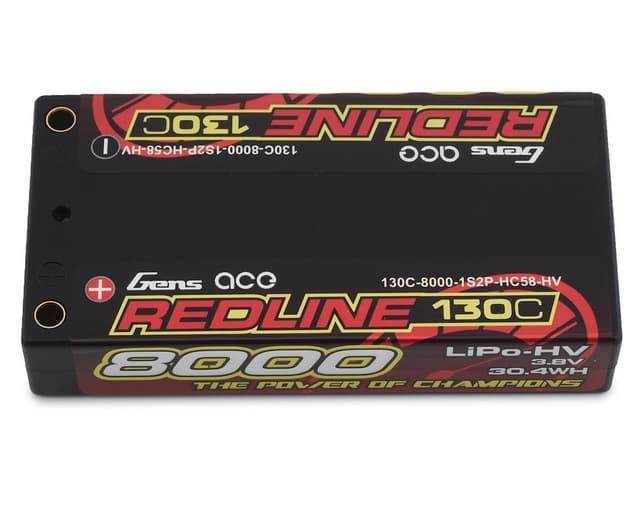 REDLINE 130C
Gens ace
130C-8000-1S2P-HC58-HV
Gens ace
130C-8000-1S2P-HC58-HV
REDLINE 130C
8000
LiPo-HV
3.8V
30.4WH
THE POWER OF CHAMPIONS